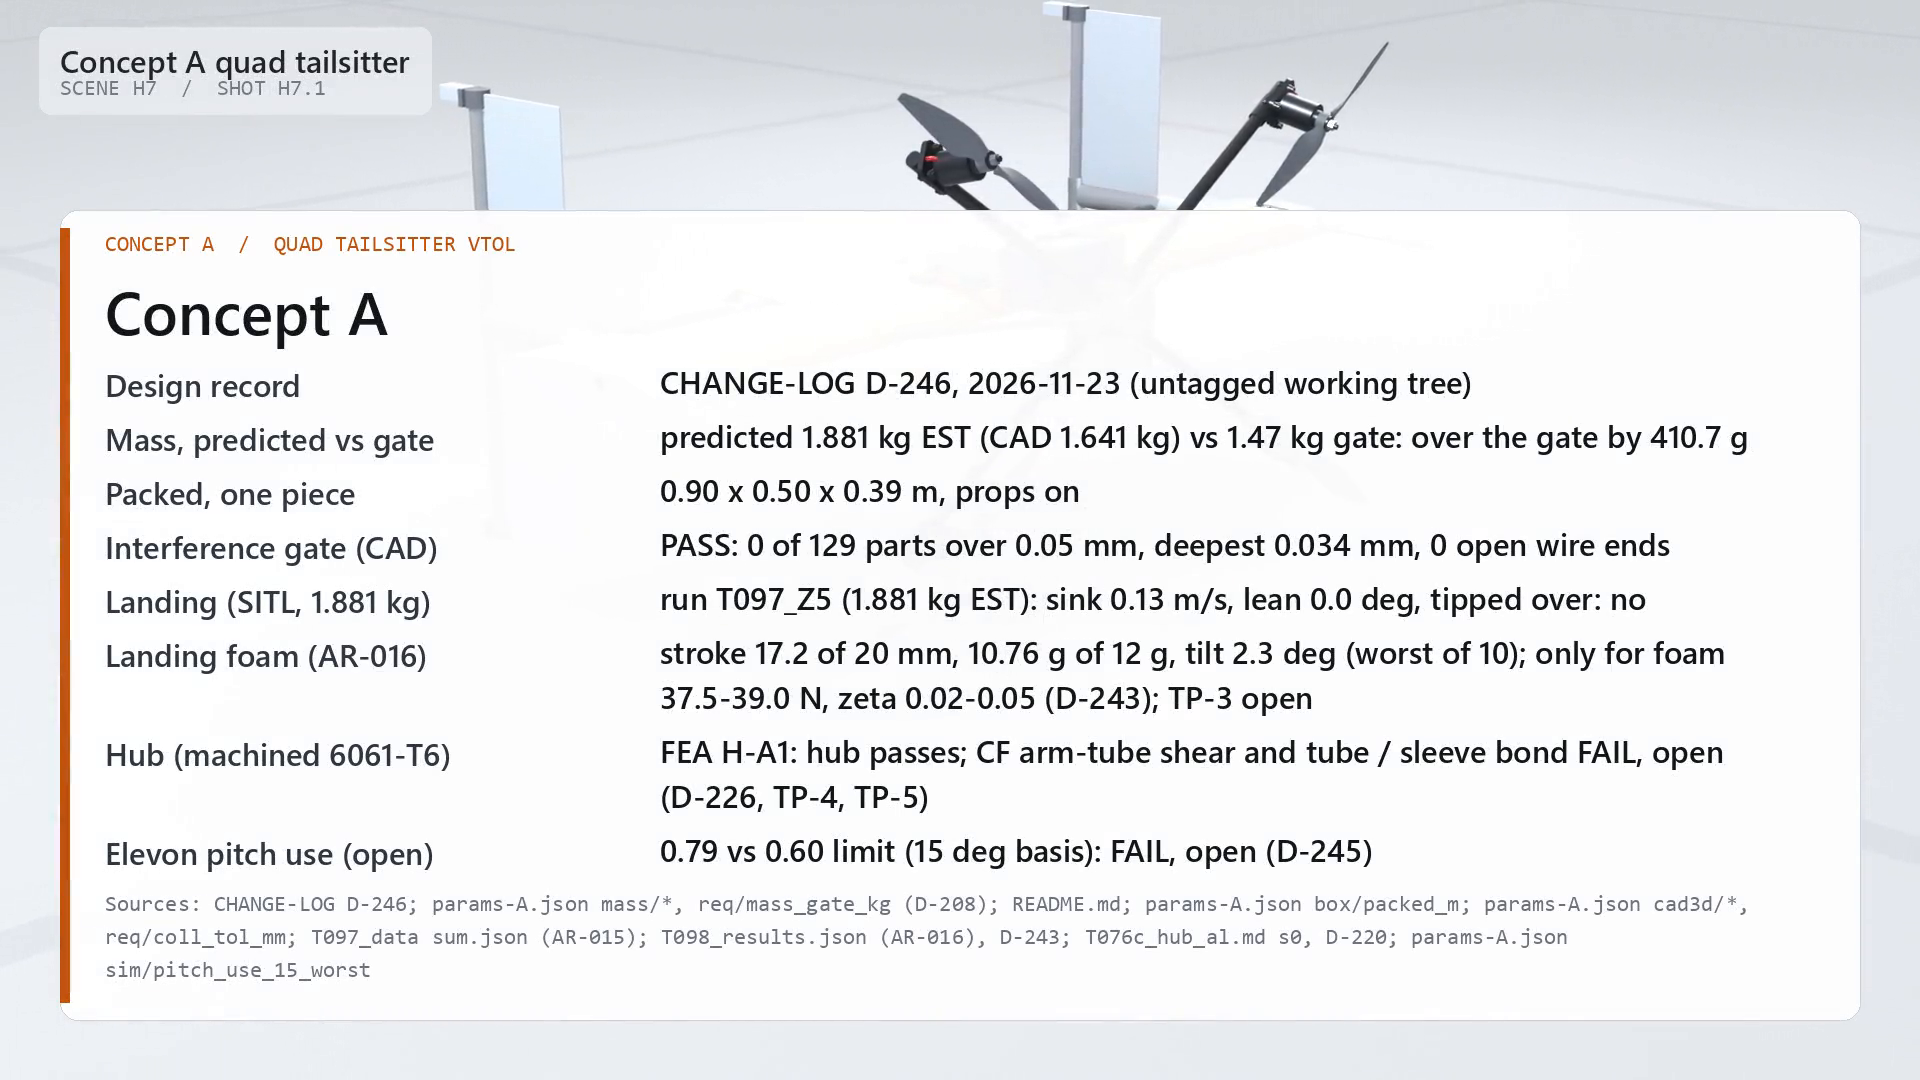 Concept A quad tailsitter
SCENE H7 / SHOT H7.1
CONCEPT A / QUAD TAILSITTER VTOL
Concept A
Design record
CHANGE-LOG D-246, 2026-11-23 (untagged working tree)
Mass, predicted vs gate
predicted 1.881 kg EST (CAD 1.641 kg) vs 1.47 kg gate: over the gate by 410.7 g
Packed, one piece
0.90 x 0.50 x 0.39 m, props on
Interference gate (CAD)
PASS: 0 of 129 parts over 0.05 mm, deepest 0.034 mm, 0 open wire ends
Landing (SITL, 1.881 kg)
run T097_Z5 (1.881 kg EST): sink 0.13 m/s, lean 0.0 deg, tipped over: no
Landing foam (AR-016)
stroke 17.2 of 20 mm, 10.76 g of 12 g, tilt 2.3 deg (worst of 10); only for foam
37.5-39.0 N, zeta 0.02-0.05 (D-243); TP-3 open
Hub (machined 6061-T6)
FEA H-A1: hub passes; CF arm-tube shear and tube / sleeve bond FAIL, open
(D-226, TP-4, TP-5)
Elevon pitch use (open)
0.79 vs 0.60 limit (15 deg basis): FAIL, open (D-245)
Sources: CHANGE-LOG D-246; params-A.json mass/*, req/mass_gate_kg (D-208); README.md; params-A.json box/packed_m; params-A.json cad3d/*,
req/coll_tol_mm; T097_data sum.json (AR-015); T098_results.json (AR-016), D-243; T076c_hub_al.md s0, D-220; params-A.json
sim/pitch_use_15_worst